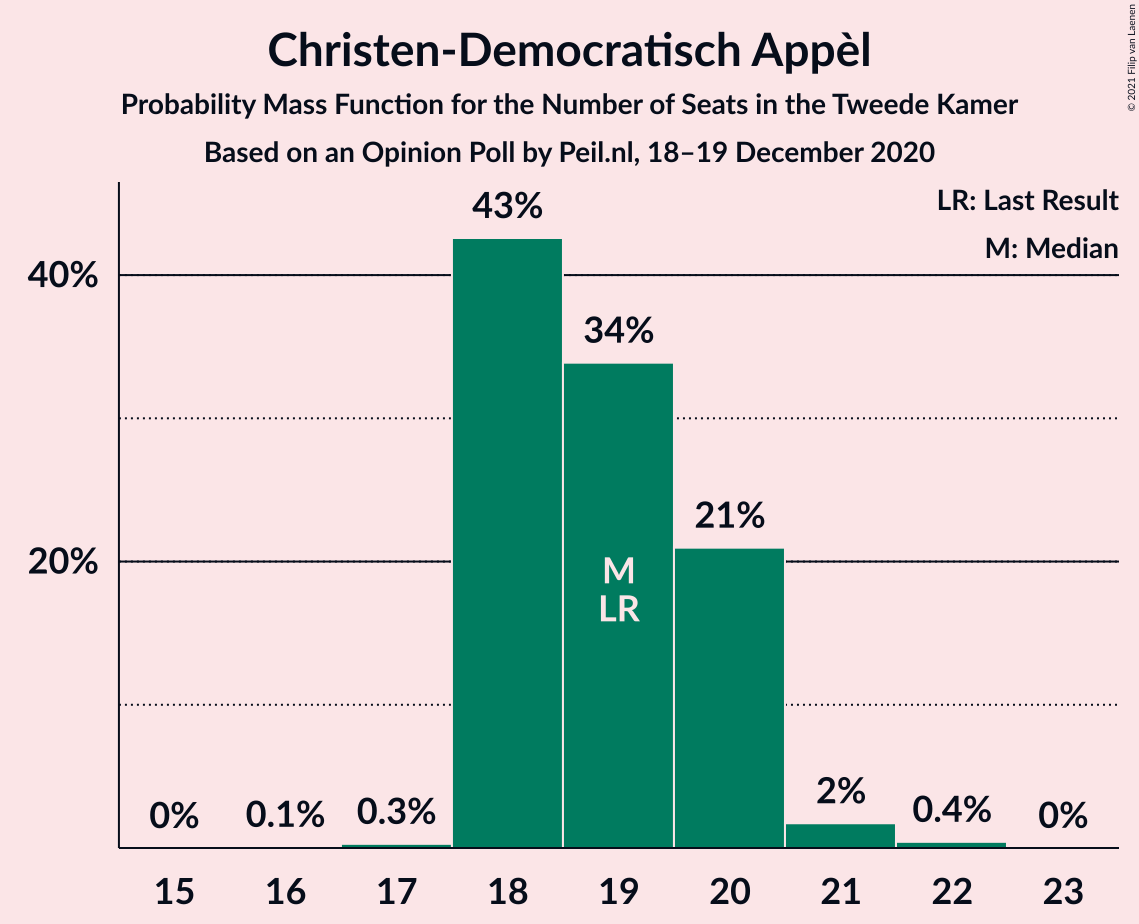 Christen-Democratisch Appèl
Probability Mass Function for the Number of Seats in the Tweede Kamer
Based on an Opinion Poll by Peil.nl, 18–19 December 2020
© 2021 Filip van Laenen
LR: Last Result
M: Median
40%
20%
0%
0.1%
0.3%
43%
34%
21%
2%
0.4%
0%
M
LR
15 16 17 18 19 20 21 22 23